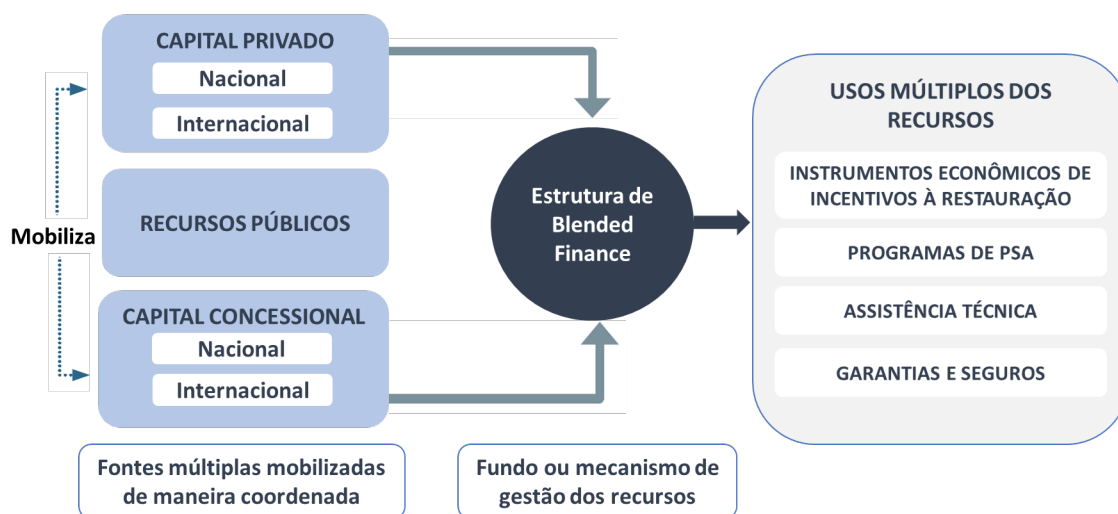 CAPITAL PRIVADO
Nacional
Internacional
Mobiliza
RECURSOS PÚBLICOS
CAPITAL CONCESSIONAL
Nacional
Internacional
Fontes múltiplas mobilizadas
de maneira coordenada
Estrutura de
Blended
Finance
Fundo ou mecanismo de
gestão dos recursos
USOS MÚLTIPLOS DOS
RECURSOS
INSTRUMENTOS ECONÔMICOS DE
INCENTIVOS À RESTAURAÇÃO
PROGRAMAS DE PSA
ASSISTÊNCIA TÉCNICA
GARANTIAS E SEGUROS